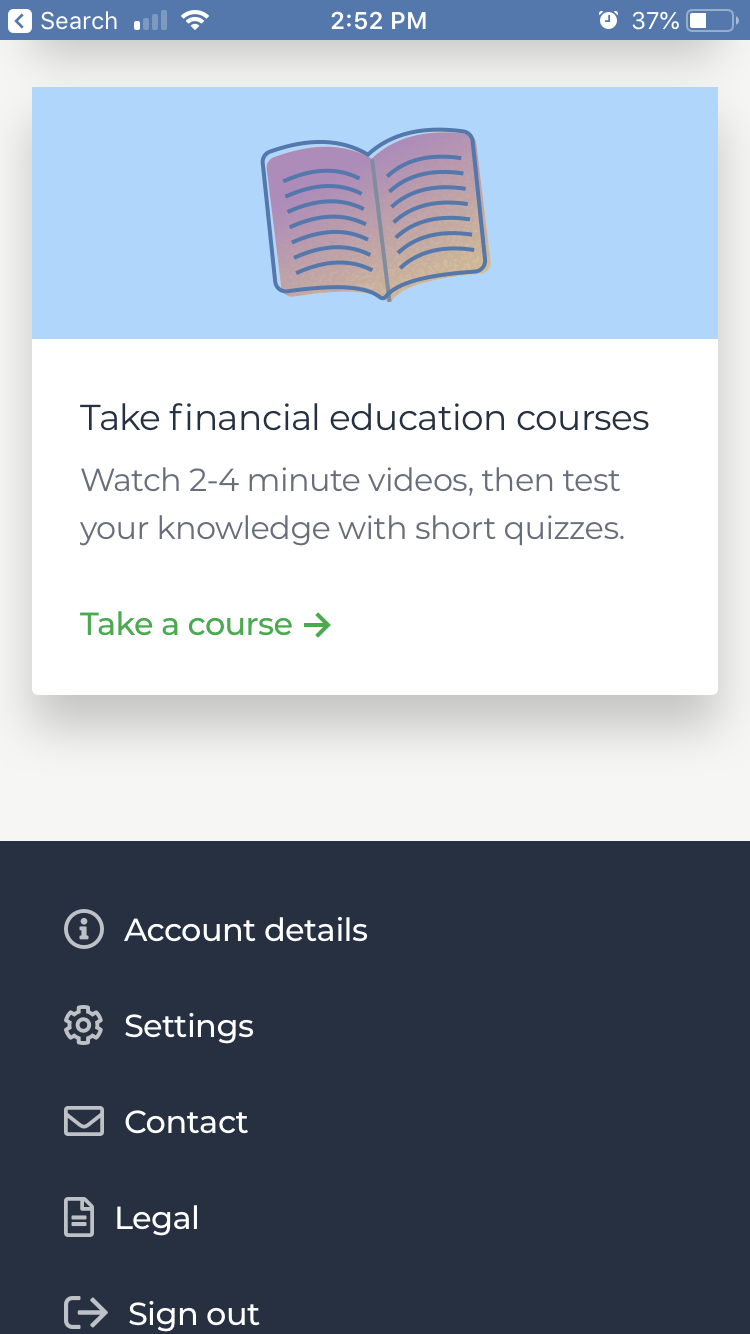 Search 2:52 PM 37%
Take financial education courses
Watch 2-4 minute videos, then test
your knowledge with short quizzes.
Take a course →
Account details
Settings
Contact
Legal
Sign out